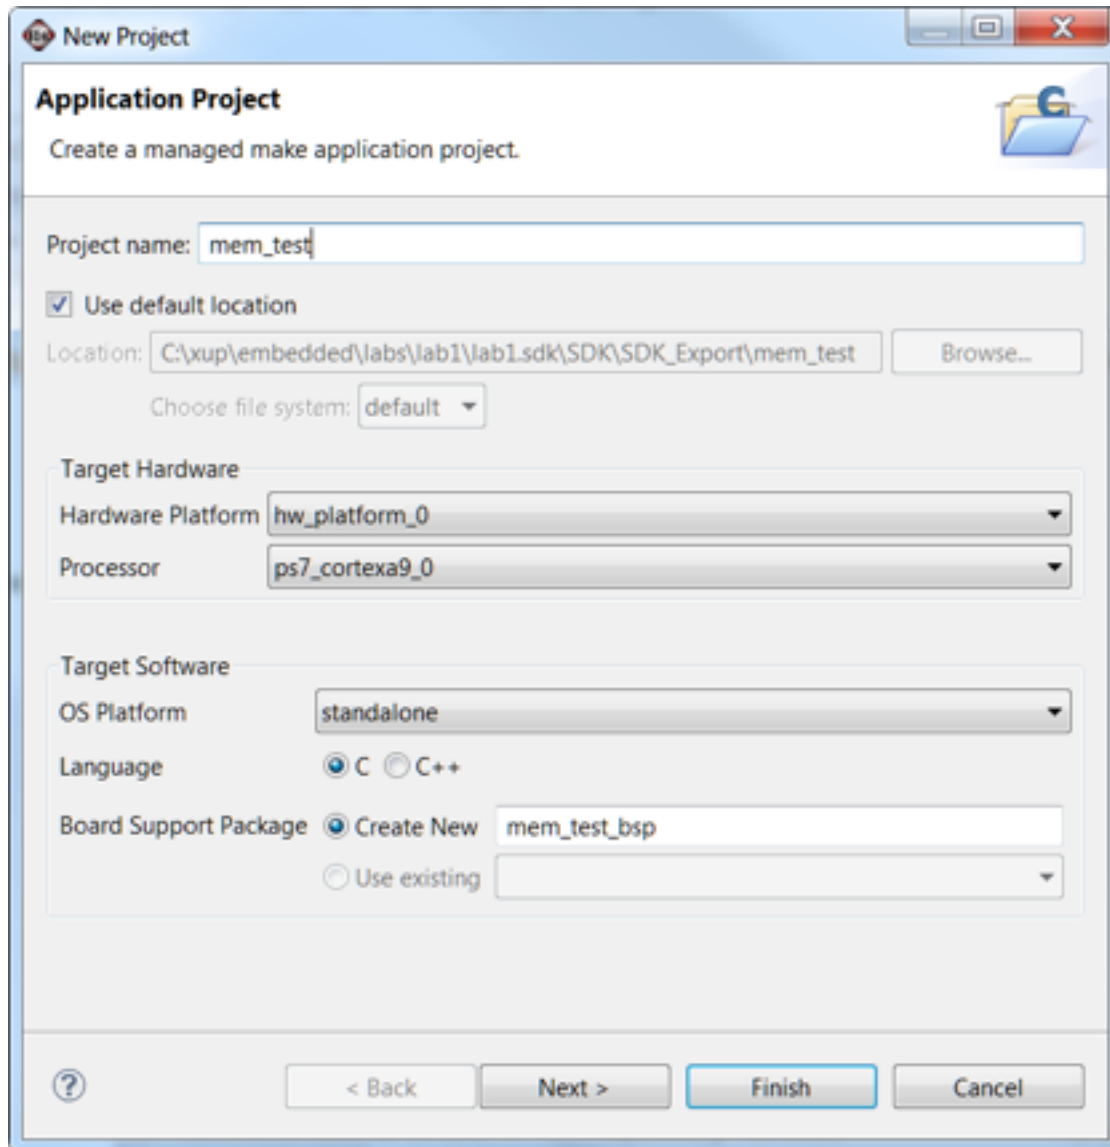 New Project
Application Project
Create a managed make application project.
Project name: mem_test
Use default location
Location: C:\xup\embedded\labs\lab1\lab1.sdk\SDK\SDK_Export\mem_test Browse...
Choose file system: default
Target Hardware
Hardware Platform hw_platform_0
Processor ps7_cortexa9_0
Target Software
OS Platform standalone
Language C C++
Board Support Package Create New mem_test_bsp
Use existing
? < Back Next > Finish Cancel